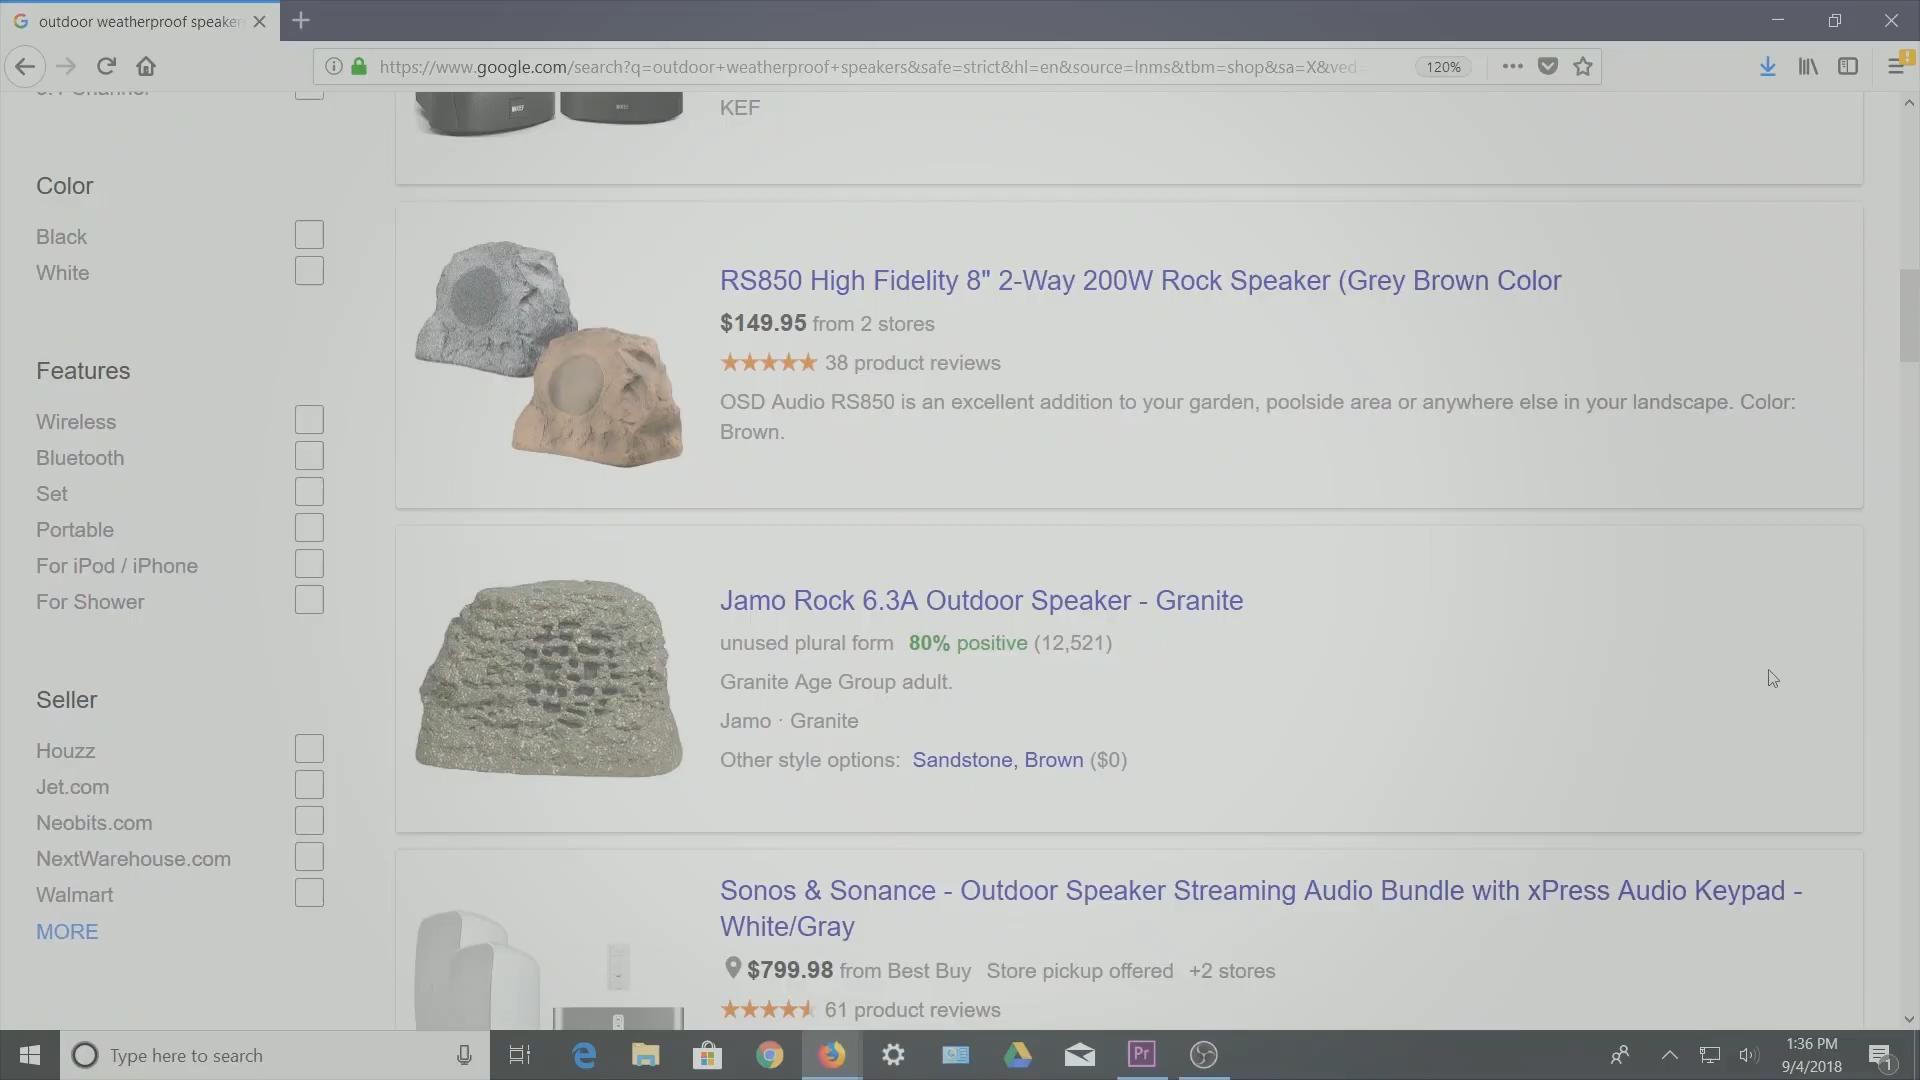 outdoor weatherproof speaker
https://www.google.com/search?q=outdoor+weatherproof+speakers&safe=strict&hl=en&source=lnms&tbm=shop&sa=X&ved
120%
5.1 Channel
Color
Black
White
Features
Wireless
Bluetooth
Set
Portable
For iPod / iPhone
For Shower
Seller
Houzz
Jet.com
Neobits.com
NextWarehouse.com
Walmart
MORE
KEF
KEF
RS850 High Fidelity 8" 2-Way 200W Rock Speaker (Grey Brown Color
$149.95 from 2 stores
38 product reviews
OSD Audio RS850 is an excellent addition to your garden, poolside area or anywhere else in your landscape. Color:
Brown.
Jamo Rock 6.3A Outdoor Speaker - Granite
unused plural form 80% positive (12,521)
Granite Age Group adult.
Jamo · Granite
Other style options: Sandstone, Brown ($0)
Sonos & Sonance - Outdoor Speaker Streaming Audio Bundle with xPress Audio Keypad -
White/Gray
$799.98 from Best Buy Store pickup offered +2 stores
61 product reviews
Type here to search
Pr
1:36 PM
9/4/2018
1